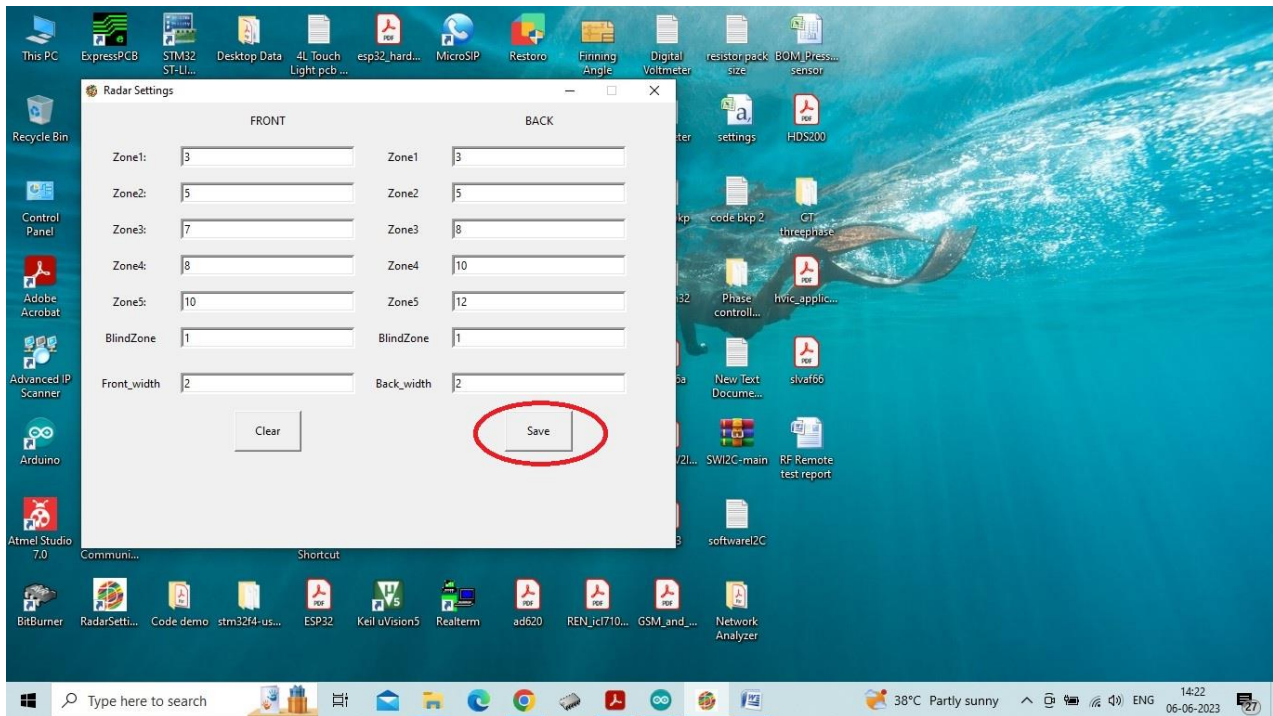 This PC
ExpressPCB
STM32
ST-LI...
Desktop Data
4L Touch
Light pcb ...
esp32_hard...
MicroSIP
Restoro
Firining
Angle
Digital
Voltmeter
resistor pack
size
BOM_Press...
sensor
Radar Settings
FRONT
BACK
Zone1:
3
Zone1
3
Zone2:
5
Zone2
5
Zone3:
7
Zone3
8
Zone4:
8
Zone4
10
Zone5:
10
Zone5
12
BlindZone
1
BlindZone
1
Front_width
2
Back_width
2
Clear
Save
Recycle Bin
settings
HDS200
Control
Panel
code bkp 2
GT
threephase
Adobe
Acrobat
Phase
controll...
hvic_applic...
Advanced IP
Scanner
New Text
Docume...
slvaf66
Arduino
SWI2C-main
RF Remote
test report
Atmel Studio
7.0
Communi...
Shortcut
softwareI2C
BitBurner
RadarSetti...
Code demo
stm32f4-us...
ESP32
Keil uVision5
Realterm
ad620
REN_icl710...
GSM_and_...
Network
Analyzer
Type here to search
38°C Partly sunny
ENG
14:22
06-06-2023
27